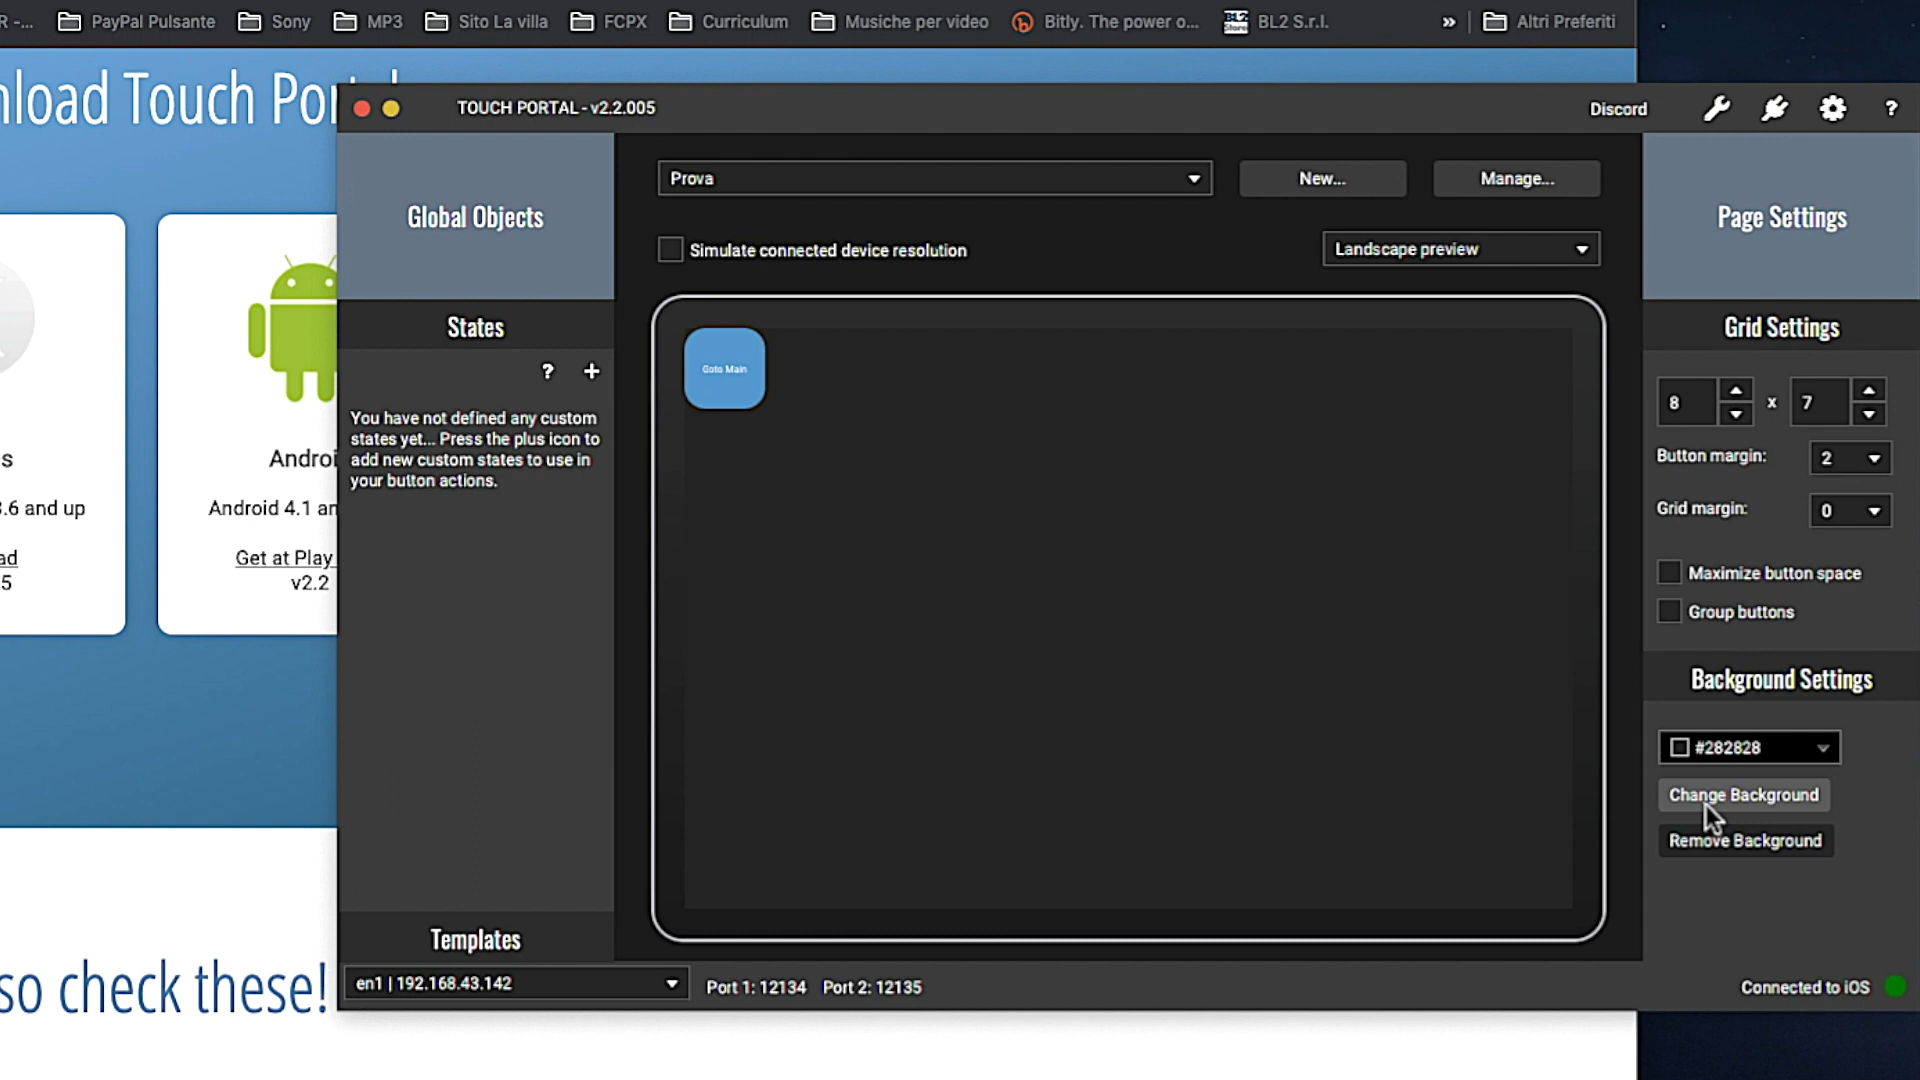 PayPal Pulsante Sony MP3 Sito La villa FCPX Curriculum Musiche per video Bitly. The power o... BL2 S.r.l. » Altri Preferiti
nload Touch Por
TOUCH PORTAL - v2.2.005 Discord ?
Global Objects
Prova New... Manage...
Page Settings
Simulate connected device resolution Landscape preview
States
? +
You have not defined any custom
states yet... Press the plus icon to
add new custom states to use in
your button actions.
Goto Main
Grid Settings
8 x 7
Button margin: 2
Grid margin: 0
Maximize button space
Group buttons
Background Settings
#282828
Change Background
Remove Background
s
.6 and up
ad
5
Androi
Android 4.1 an
Get at Play
v2.2
Templates
so check these!
en1 | 192.168.43.142 Port 1: 12134 Port 2: 12135 Connected to iOS